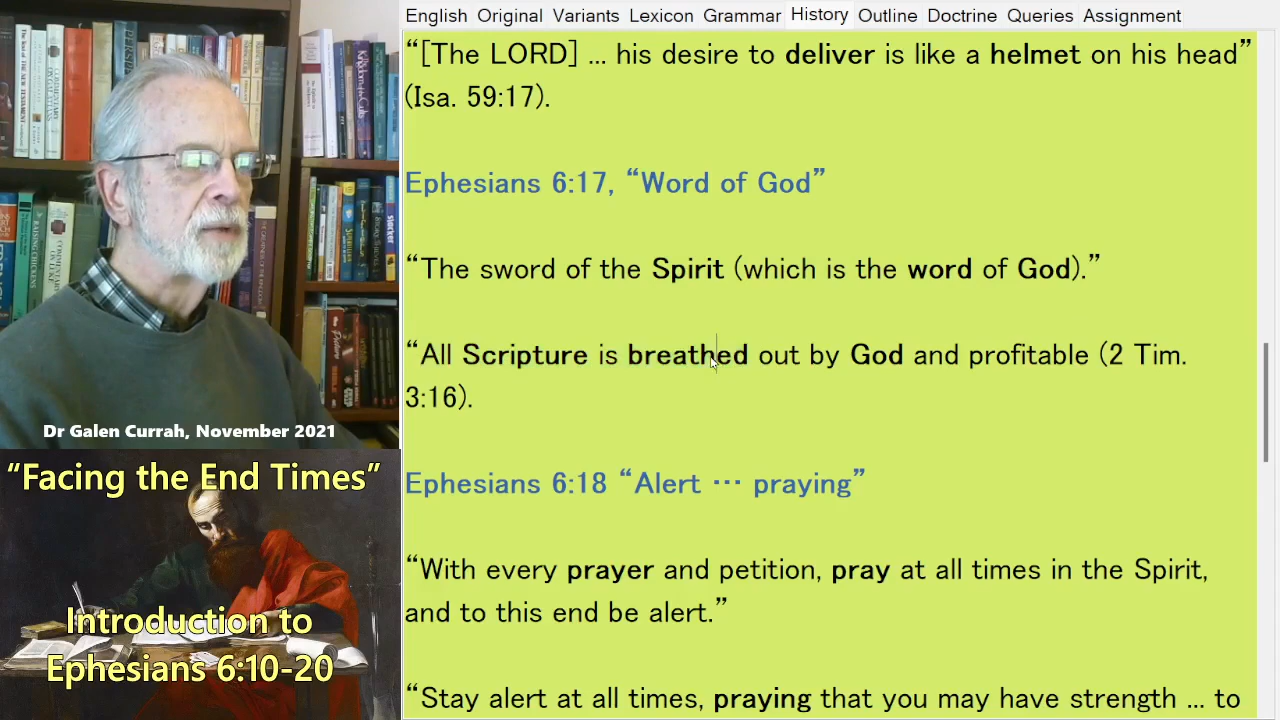 English Original Variants Lexicon Grammar History Outline Doctrine Queries Assignment
“[The LORD] ... his desire to deliver is like a helmet on his head”
(Isa. 59:17).
Ephesians 6:17, “Word of God”
“The sword of the Spirit (which is the word of God).”
“All Scripture is breathed out by God and profitable (2 Tim.
3:16).
Ephesians 6:18 “Alert ··· praying”
“With every prayer and petition, pray at all times in the Spirit,
and to this end be alert.”
“Stay alert at all times, praying that you may have strength ... to
Dr Galen Currah, November 2021
“Facing the End Times”
Introduction to
Ephesians 6:10-20